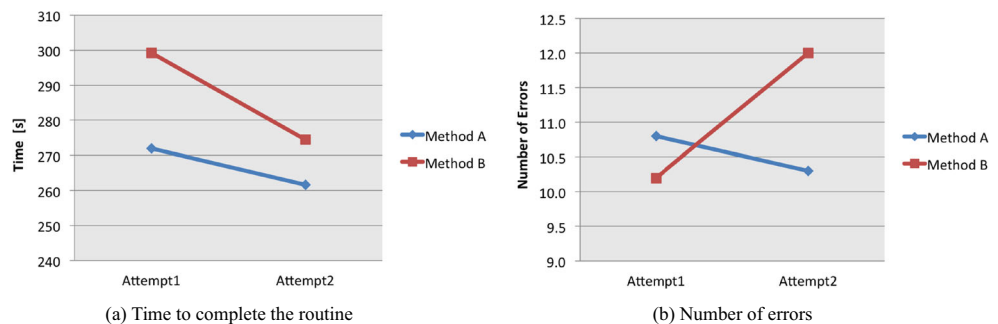 310
300
290
280
270
260
250
240
Time [s]
Attempt1 Attempt2
Method A
Method B
(a) Time to complete the routine
12.5
12.0
11.5
11.0
10.5
10.0
9.5
9.0
Number of Errors
Attempt1 Attempt2
Method A
Method B
(b) Number of errors